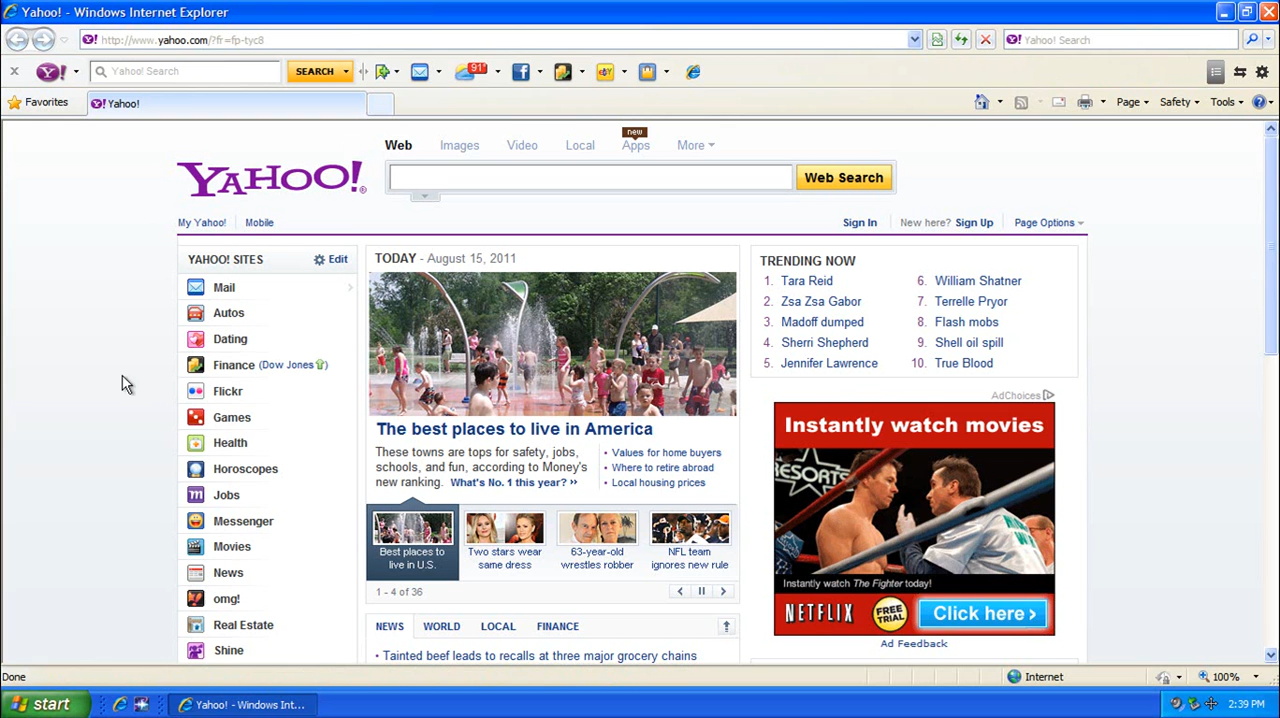 Yahoo! - Windows Internet Explorer
http://www.yahoo.com/?fr=fp-tyc8
Yahoo! Search
Yahoo! Search
SEARCH
91°
Favorites
Yahoo!
Page
Safety
Tools
new
Web
Images
Video
Local
Apps
More
YAHOO!
Web Search
My Yahoo!
Mobile
Sign In
New here? Sign Up
Page Options
YAHOO! SITES
Edit
Mail
Autos
Dating
Finance (Dow Jones)
Flickr
Games
Health
Horoscopes
Jobs
Messenger
Movies
News
omg!
Real Estate
Shine
TODAY - August 15, 2011
The best places to live in America
These towns are tops for safety, jobs,
schools, and fun, according to Money's
new ranking. What's No. 1 this year? »
• Values for home buyers
• Where to retire abroad
• Local housing prices
Best places to
live in U.S.
Two stars wear
same dress
63-year-old
wrestles robber
NFL team
ignores new rule
1 - 4 of 36
NEWS
WORLD
LOCAL
FINANCE
• Tainted beef leads to recalls at three major grocery chains
TRENDING NOW
1. Tara Reid
2. Zsa Zsa Gabor
3. Madoff dumped
4. Sherri Shepherd
5. Jennifer Lawrence
6. William Shatner
7. Terrelle Pryor
8. Flash mobs
9. Shell oil spill
10. True Blood
AdChoices
Instantly watch movies
RESORTS
Instantly watch The Fighter today!
NETFLIX
FREE
TRIAL
Click here ›
Ad Feedback
Done
Internet
100%
start
Yahoo! - Windows Int...
2:39 PM